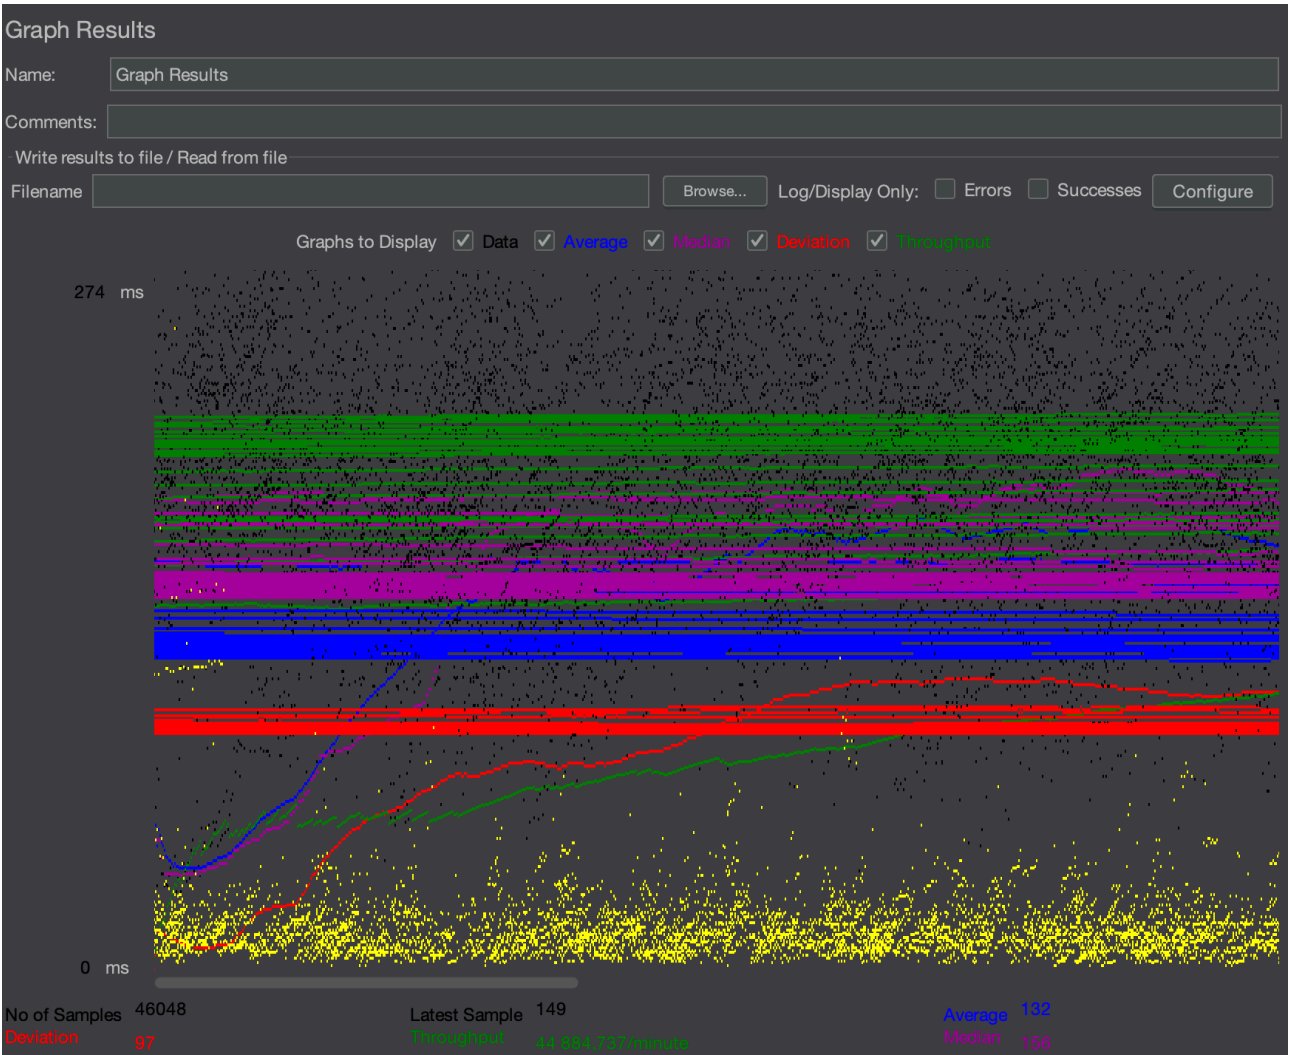 Graph Results
Name: Graph Results
Comments:
Write results to file / Read from file
Filename Browse... Log/Display Only: Errors Successes Configure
Graphs to Display Data Average Median Deviation Throughput
274 ms
0 ms
No of Samples 46048 Latest Sample 149 Average 132
Deviation 97 Throughput 44.884.737/minute Median 156